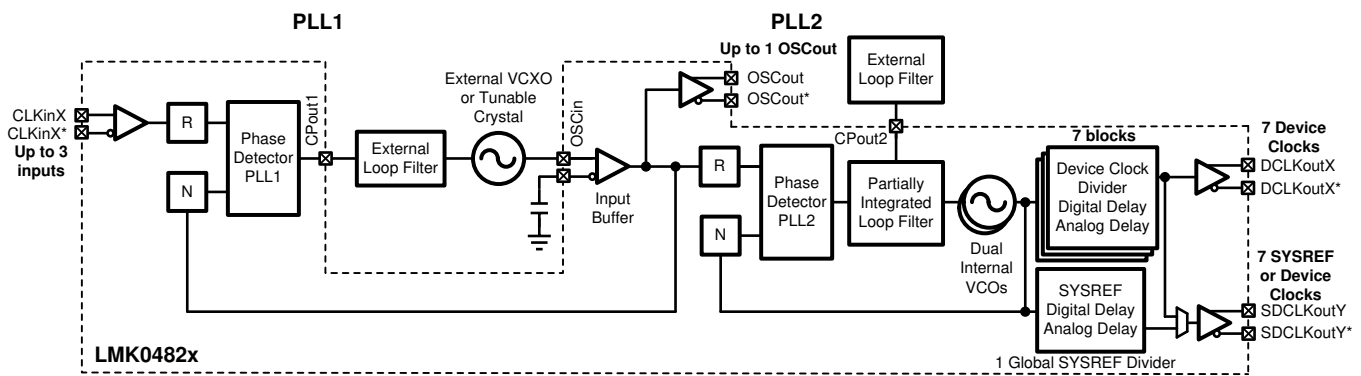 PLL1
PLL2
Up to 1 OSCout
CLKinX
CLKinX*
Up to 3
inputs
R
N
Phase
Detector
PLL1
CPout1
External
Loop Filter
External VCXO
or Tunable
Crystal
OSCin
Input
Buffer
OSCout
OSCout*
R
N
Phase
Detector
PLL2
External
Loop Filter
CPout2
Partially
Integrated
Loop Filter
Dual
Internal
VCOs
7 blocks
Device Clock
Divider
Digital Delay
Analog Delay
SYSREF
Digital Delay
Analog Delay
1 Global SYSREF Divider
7 Device
Clocks
DCLKoutX
DCLKoutX*
7 SYSREF
or Device
Clocks
SDCLKoutY
SDCLKoutY*
LMK0482x